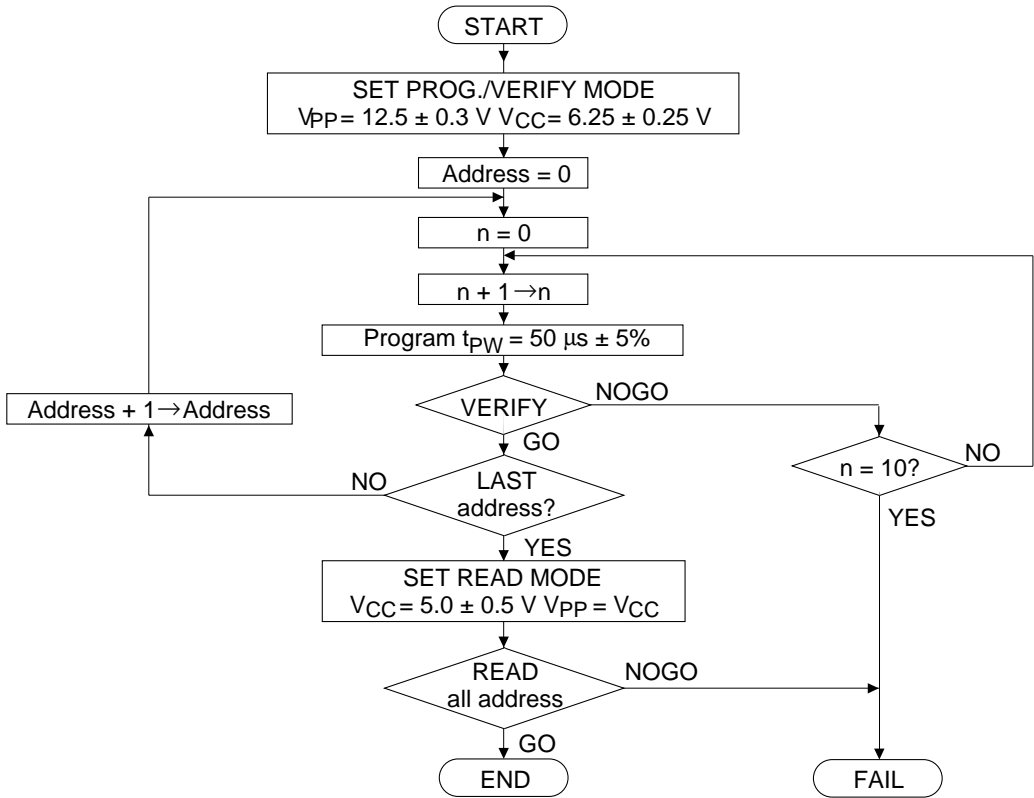 START
SET PROG./VERIFY MODE
VPP = 12.5 ± 0.3 V VCC = 6.25 ± 0.25 V
Address = 0
n = 0
n + 1 → n
Program tPW = 50 μs ± 5%
Address + 1 → Address
VERIFY
NOGO
GO
n = 10?
NO
YES
NO
LAST
address?
YES
SET READ MODE
VCC = 5.0 ± 0.5 V VPP = VCC
READ
all address
NOGO
GO
END
FAIL